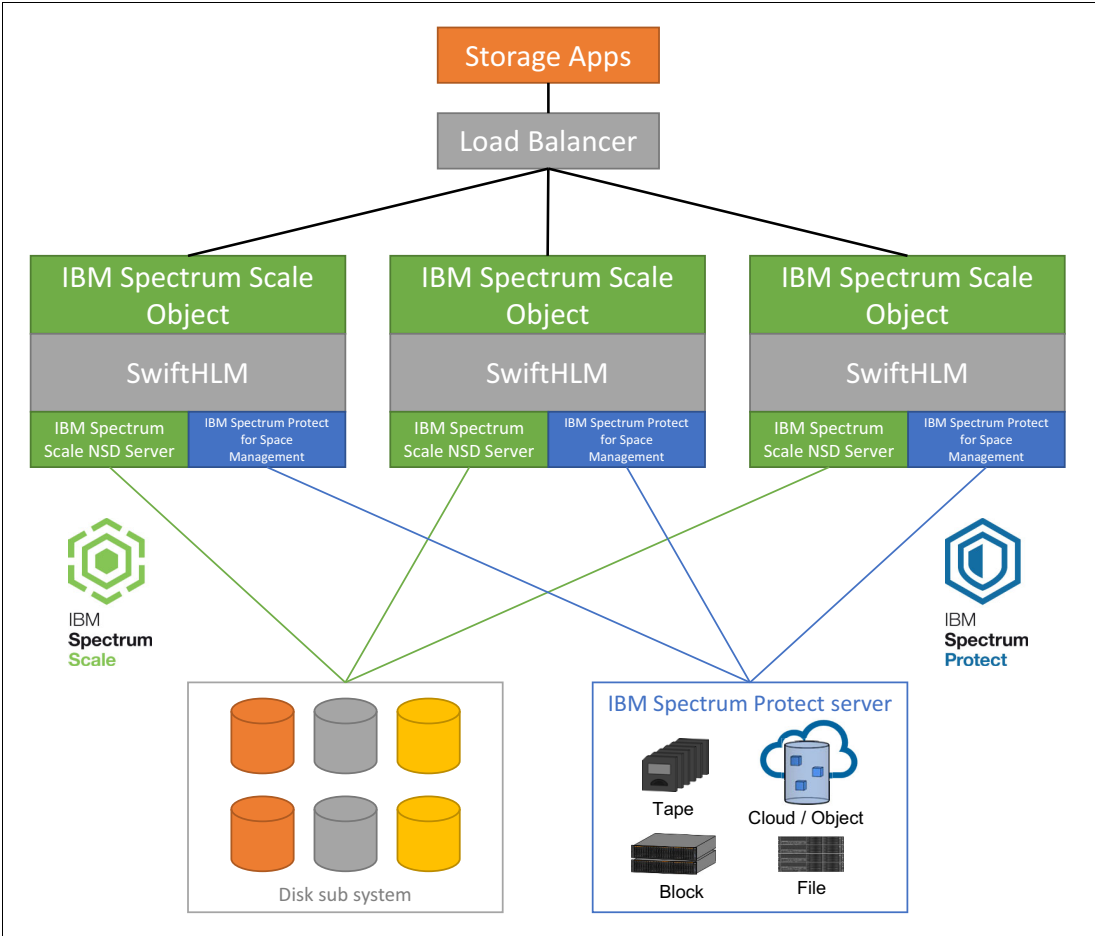 Storage Apps
Load Balancer
IBM Spectrum Scale
Object
IBM Spectrum Scale
Object
IBM Spectrum Scale
Object
SwiftHLM
SwiftHLM
SwiftHLM
IBM Spectrum
Scale NSD Server
IBM Spectrum Protect
for Space
Management
IBM Spectrum
Scale NSD Server
IBM Spectrum Protect
for Space
Management
IBM Spectrum
Scale NSD Server
IBM Spectrum Protect
for Space
Management
IBM
Spectrum
Scale
IBM
Spectrum
Protect
Disk sub system
IBM Spectrum Protect server
Tape
Cloud / Object
Block
File